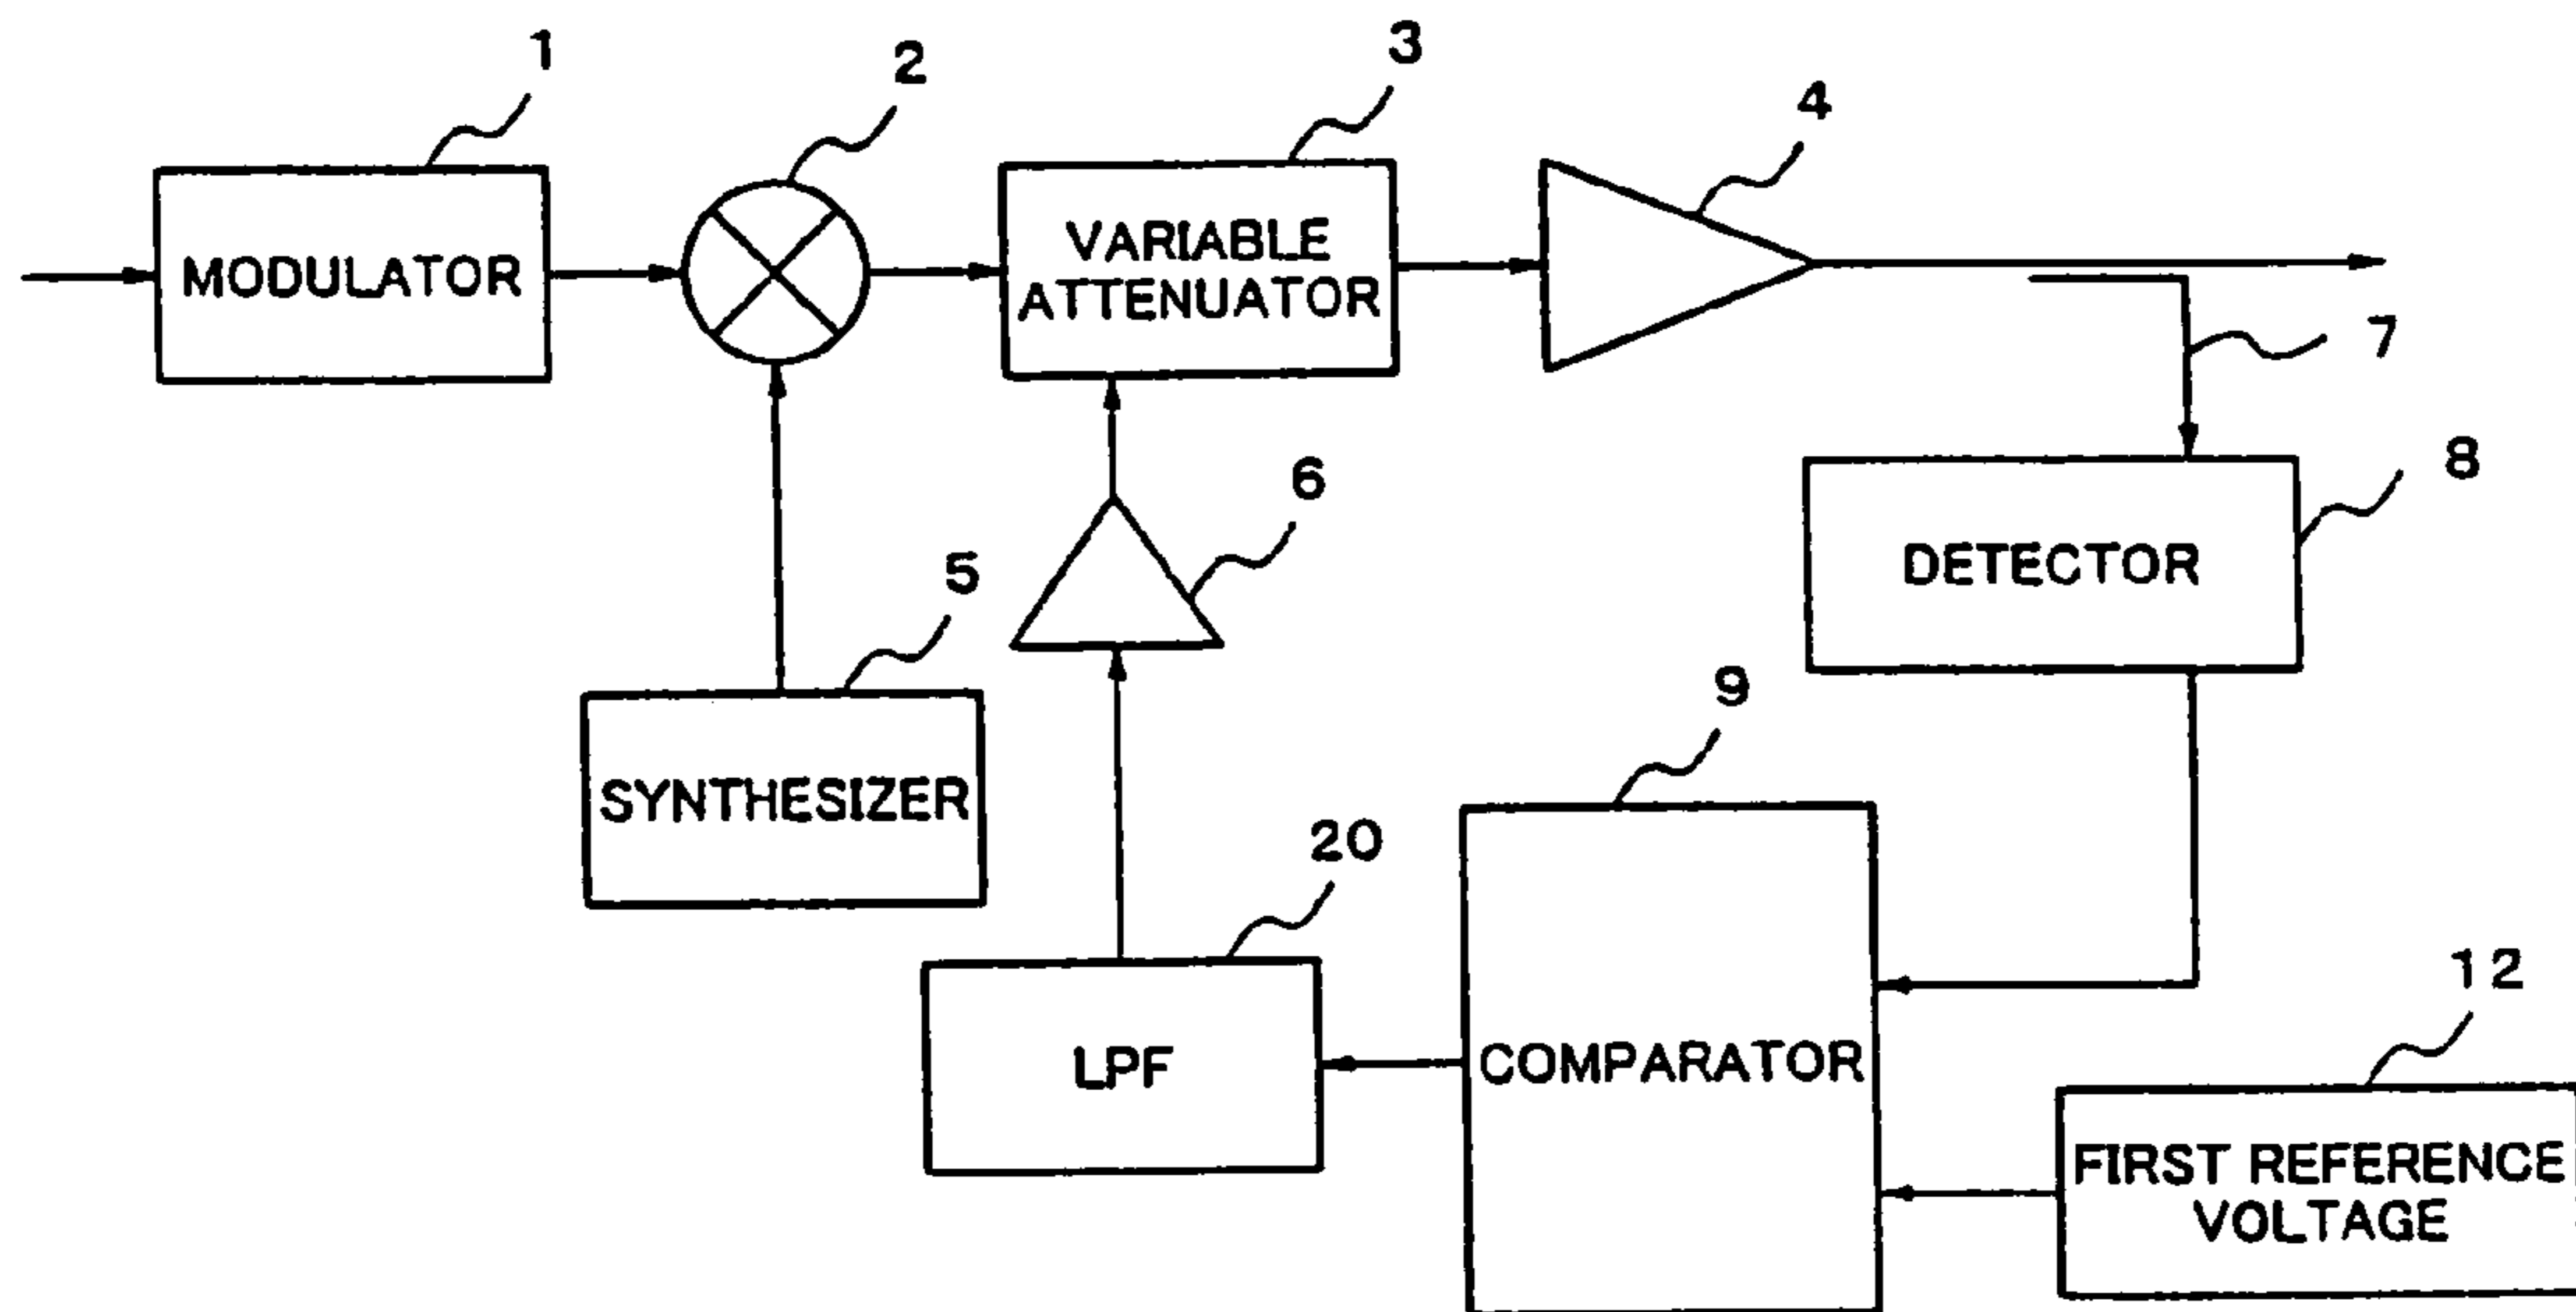 1
2
3
4
MODULATOR
VARIABLE
ATTENUATOR
7
6
8
DETECTOR
5
SYNTHESIZER
9
20
LPF
COMPARATOR
12
FIRST REFERENCE
VOLTAGE